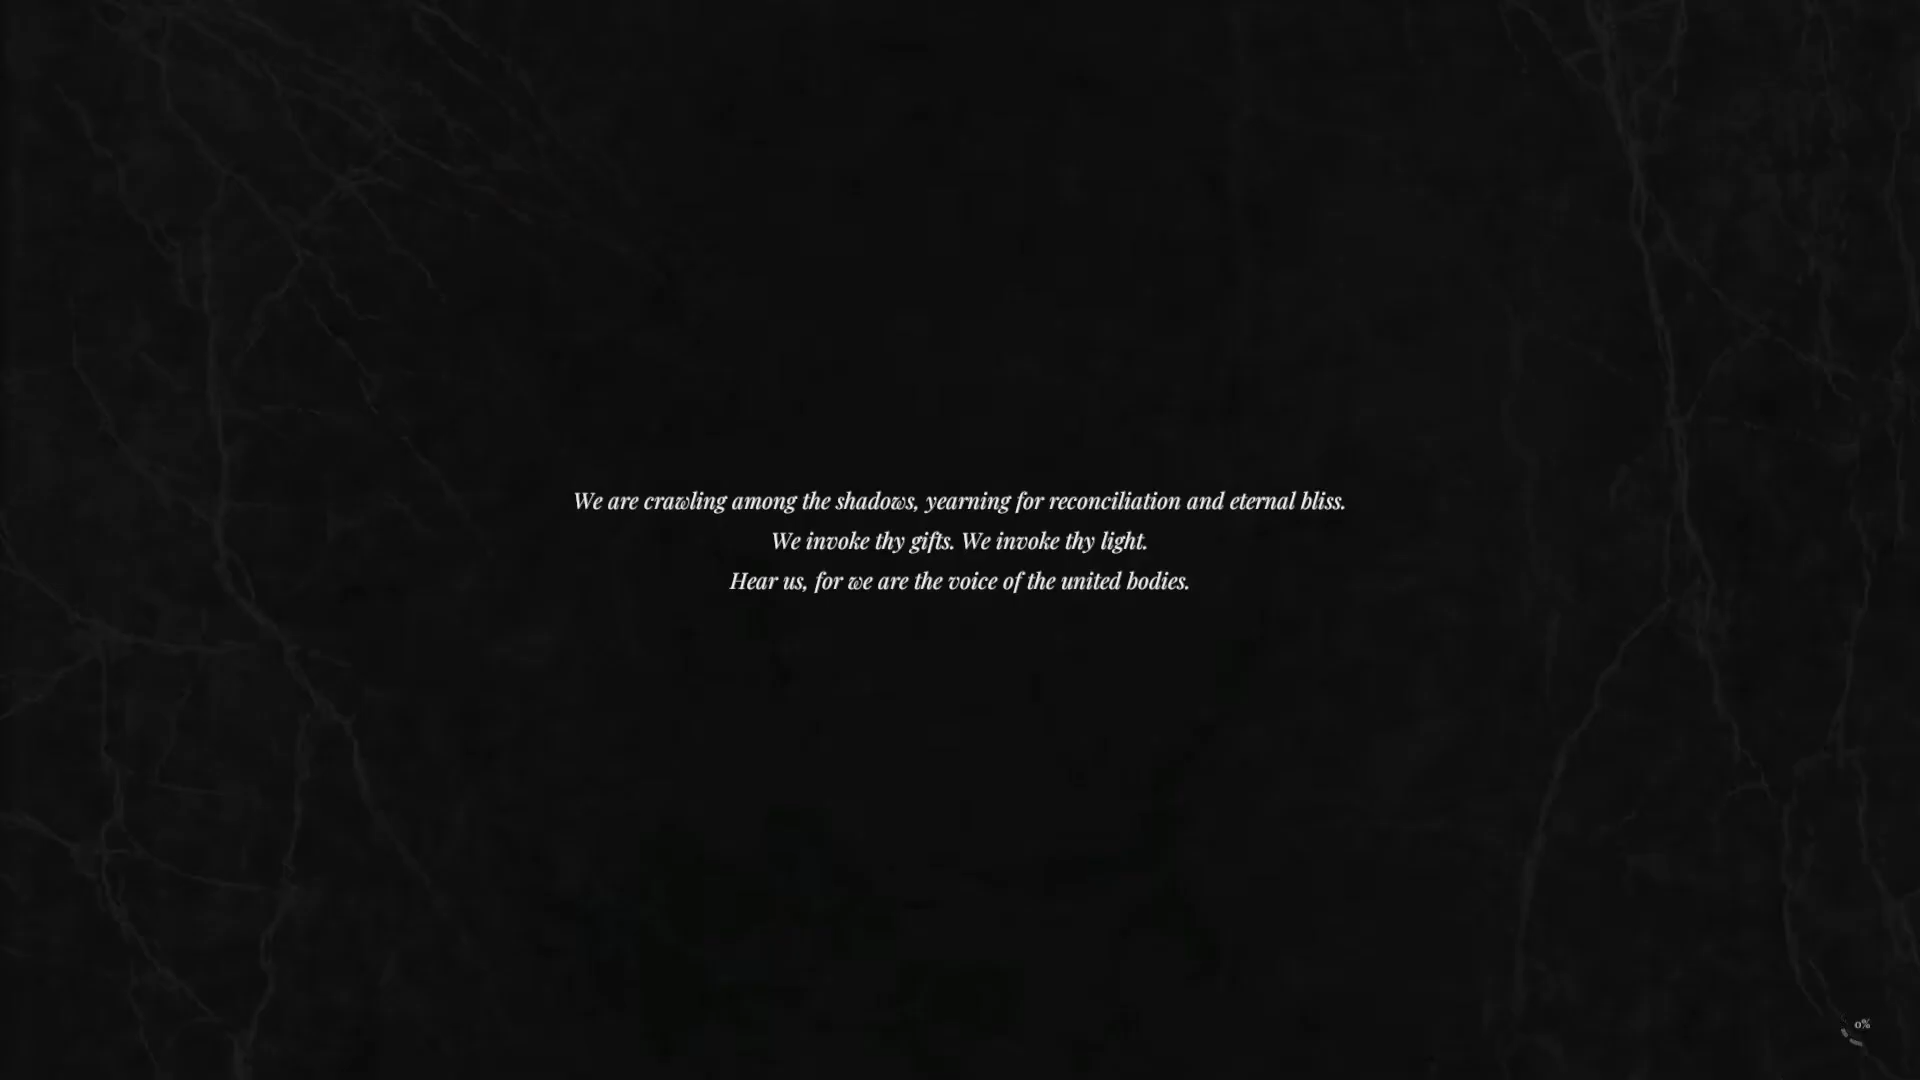 We are crawling among the shadows, yearning for reconciliation and eternal bliss.
We invoke thy gifts. We invoke thy light.
Hear us, for we are the voice of the united bodies.
0%